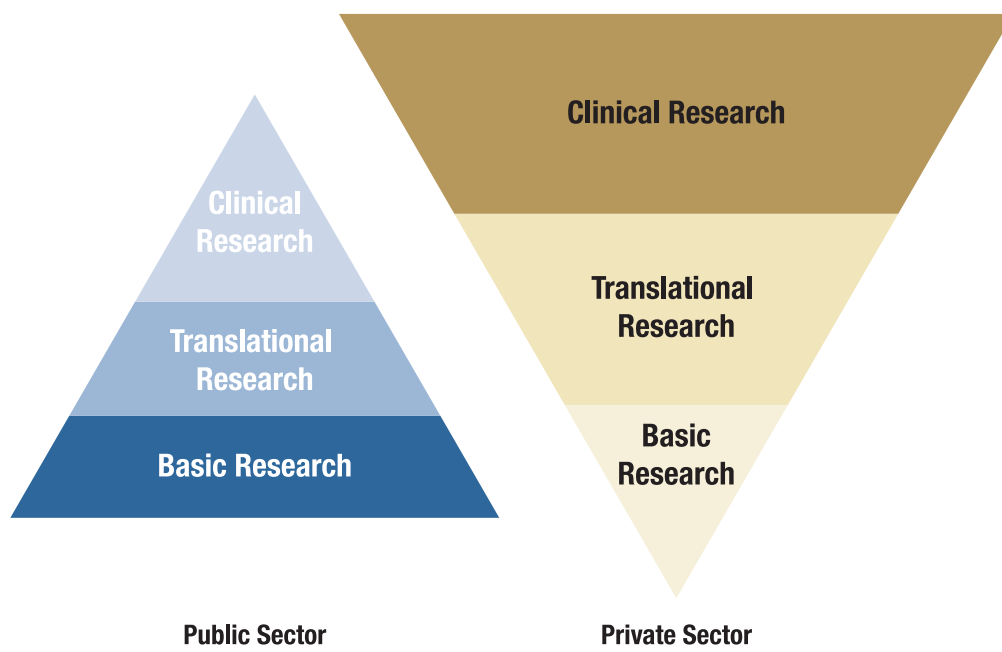 Clinical
Research
Translational
Research
Basic Research
Public Sector
Clinical Research
Translational
Research
Basic
Research
Private Sector